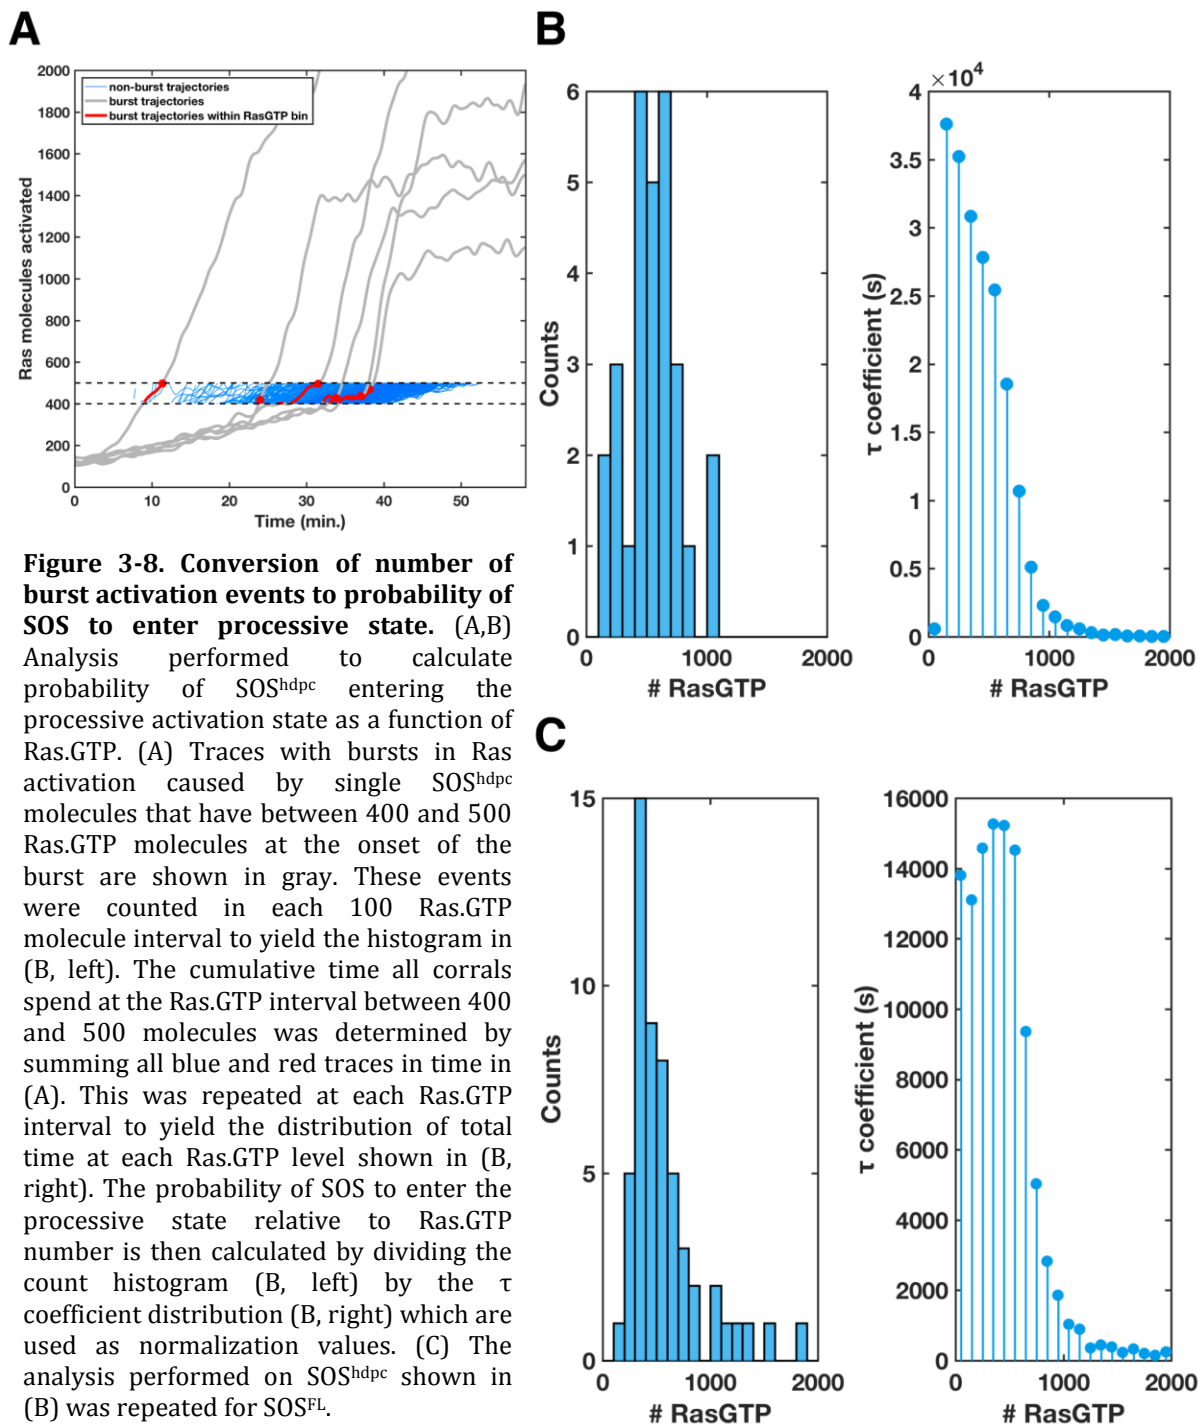 A
2000
1800
1600
1400
1200
1000
800
600
400
200
0
Ras molecules activated
non-burst trajectories
burst trajectories
burst trajectories within RasGTP bin
0 10 20 30 40 50
Time (min.)
B
6
5
4
3
2
1
0
Counts
0 1000 2000
# RasGTP
×10⁴
4
3.5
3
2.5
2
1.5
1
0.5
0
τ coefficient (s)
0 1000 2000
# RasGTP
Figure 3-8. Conversion of number of
burst activation events to probability of
SOS to enter processive state. (A,B)
Analysis performed to calculate
probability of SOSʰᵈᵖᶜ entering the
processive activation state as a function of
Ras.GTP. (A) Traces with bursts in Ras
activation caused by single SOSʰᵈᵖᶜ
molecules that have between 400 and 500
Ras.GTP molecules at the onset of the
burst are shown in gray. These events
were counted in each 100 Ras.GTP
molecule interval to yield the histogram in
(B, left). The cumulative time all corrals
spend at the Ras.GTP interval between 400
and 500 molecules was determined by
summing all blue and red traces in time in
(A). This was repeated at each Ras.GTP
interval to yield the distribution of total
time at each Ras.GTP level shown in (B,
right). The probability of SOS to enter the
processive state relative to Ras.GTP
number is then calculated by dividing the
count histogram (B, left) by the τ
coefficient distribution (B, right) which are
used as normalization values. (C) The
analysis performed on SOSʰᵈᵖᶜ shown in
(B) was repeated for SOSᶠᴸ.
C
15
10
5
0
Counts
0 1000 2000
# RasGTP
16000
14000
12000
10000
8000
6000
4000
2000
0
τ coefficient (s)
0 1000 2000
# RasGTP